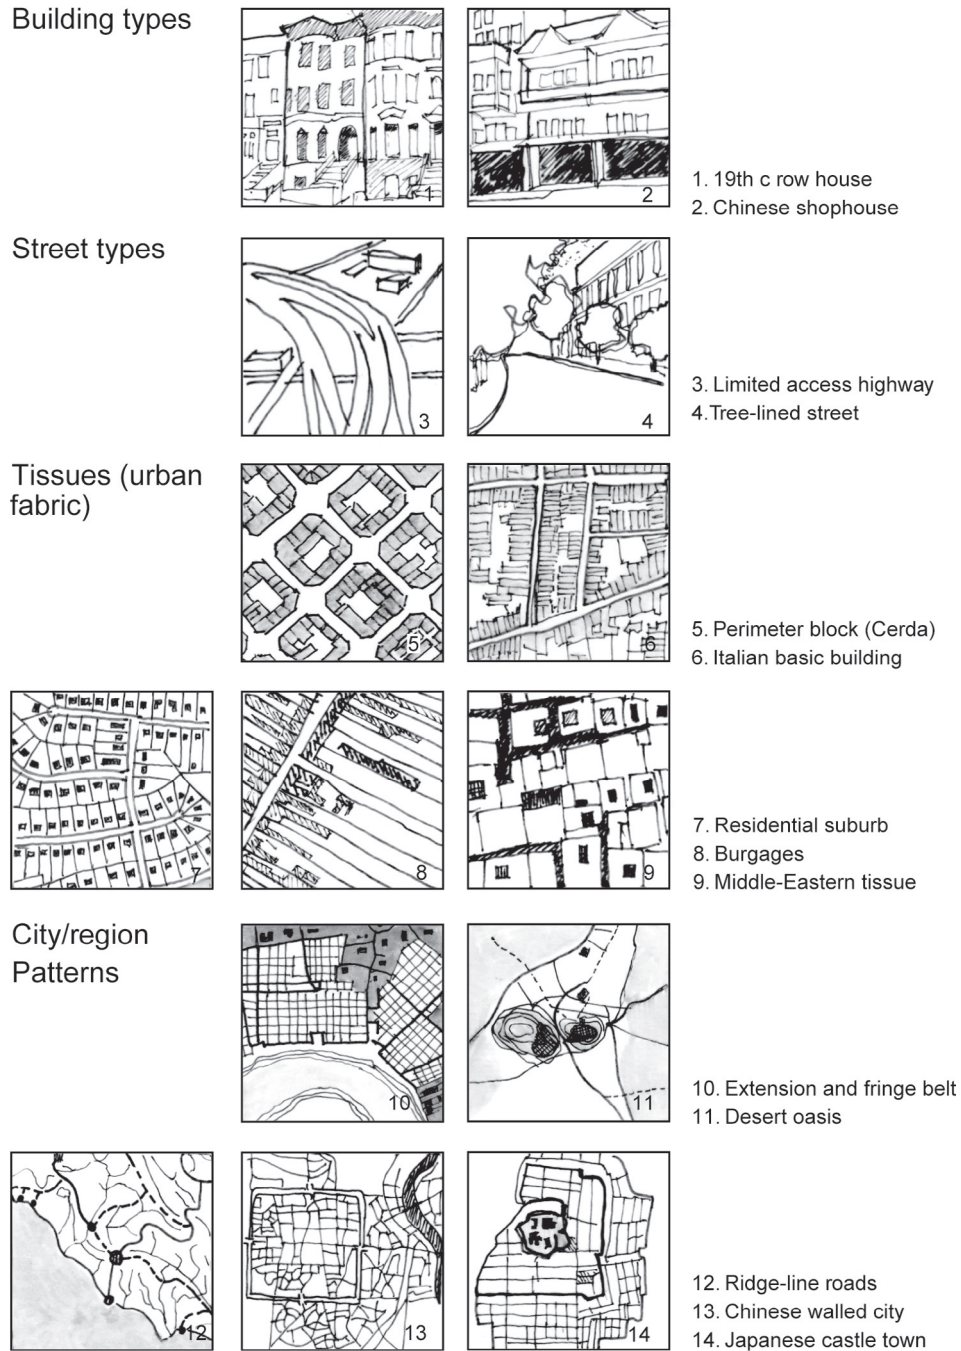 Building types
1
2
1. 19th c row house
2. Chinese shophouse
Street types
3
4
3. Limited access highway
4.Tree-lined street
Tissues (urban
fabric)
5
6
5. Perimeter block (Cerda)
6. Italian basic building
7
8
9
7. Residential suburb
8. Burgages
9. Middle-Eastern tissue
City/region
Patterns
10
11
10. Extension and fringe belt
11. Desert oasis
12
13
14
12. Ridge-line roads
13. Chinese walled city
14. Japanese castle town